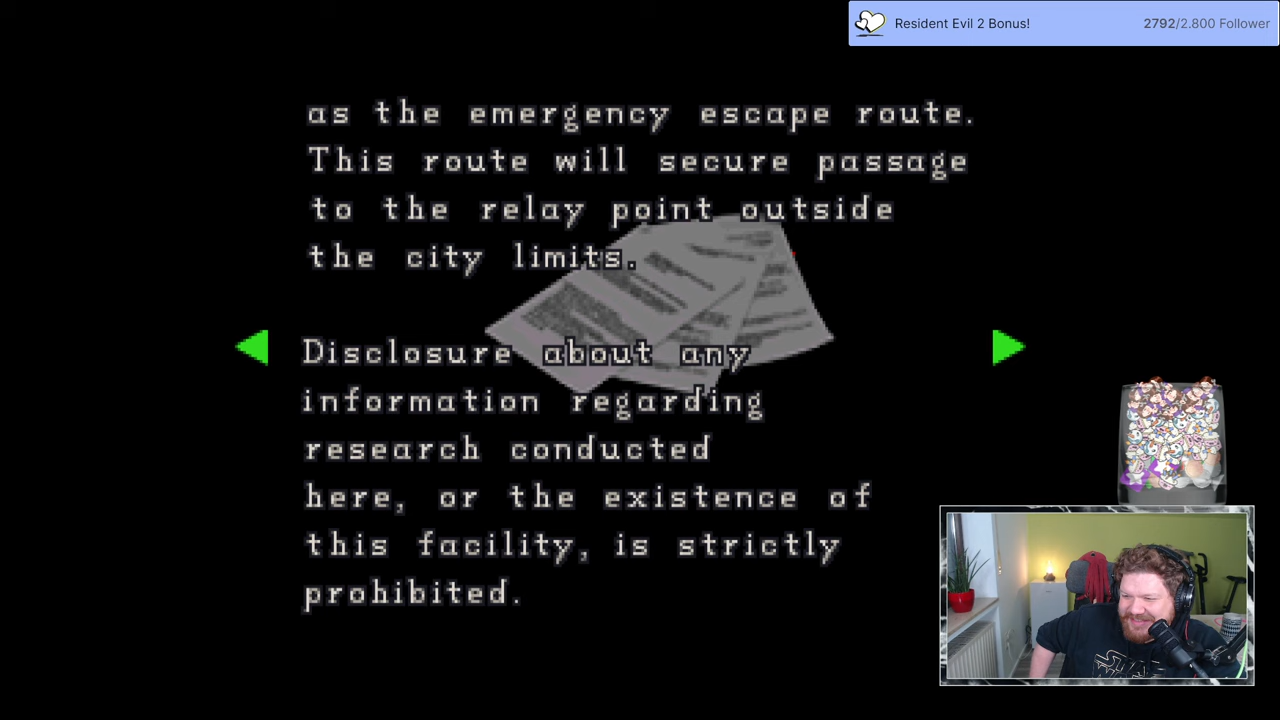 Resident Evil 2 Bonus! 2792/2.800 Follower
as the emergency escape route.
This route will secure passage
to the relay point outside
the city limits.
Disclosure about any
information regarding
research conducted
here, or the existence of
this facility, is strictly
prohibited.